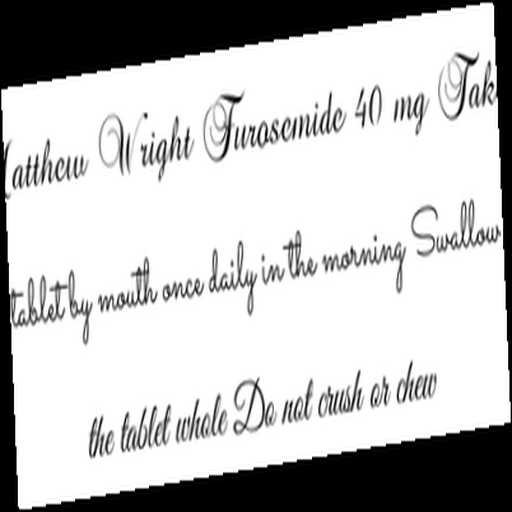 Matthew Wright Furosemide 40 mg Take
tablet by mouth once daily in the morning Swallow
the tablet whole Do not crush or chew